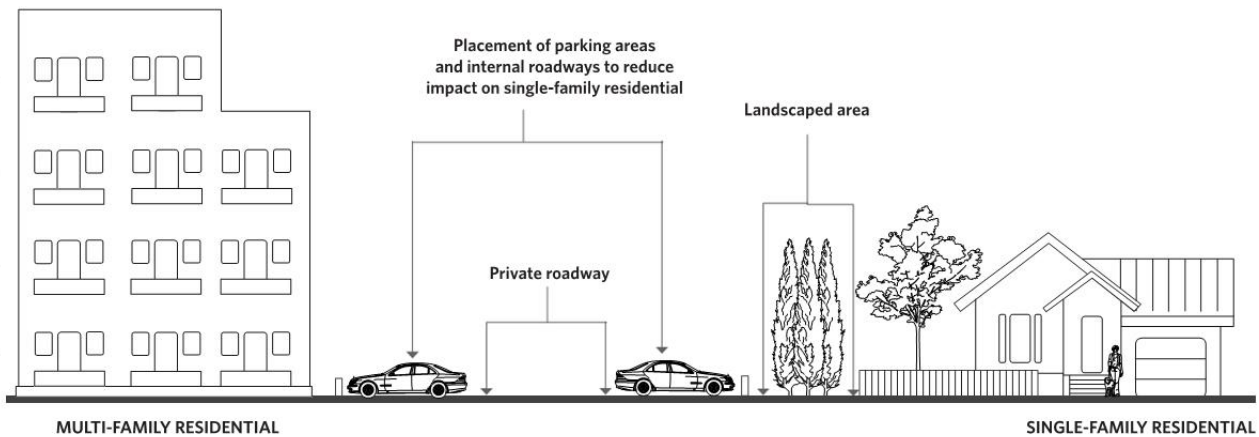 Placement of parking areas
and internal roadways to reduce
impact on single-family residential
Landscaped area
Private roadway
MULTI-FAMILY RESIDENTIAL
SINGLE-FAMILY RESIDENTIAL